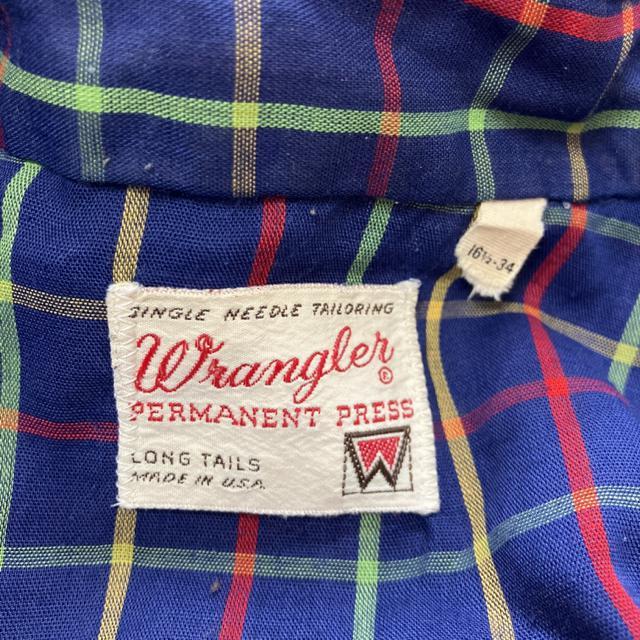 SINGLE NEEDLE TAILORING
Wrangler®
PERMANENT PRESS
LONG TAILS
MADE IN U.S.A.
W
16½-34